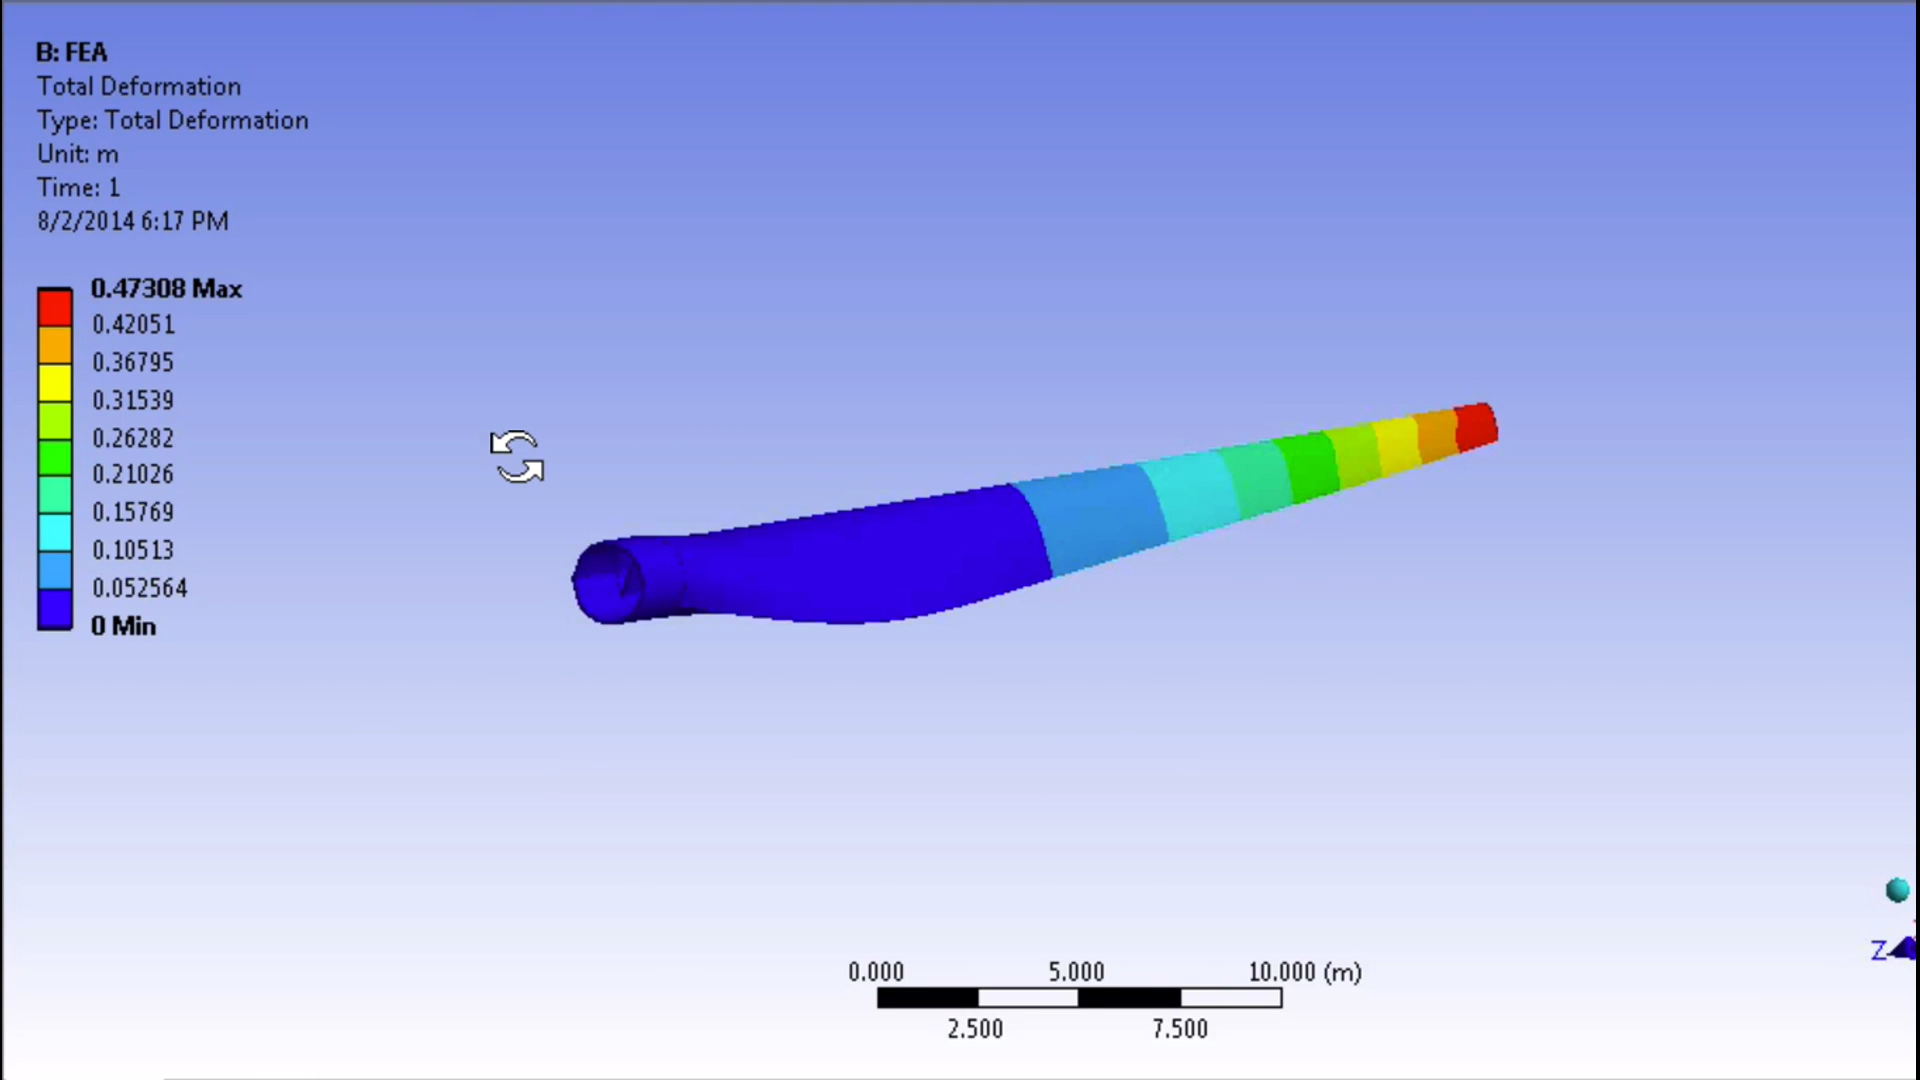 B: FEA
Total Deformation
Type: Total Deformation
Unit: m
Time: 1
8/2/2014 6:17 PM
0.47308 Max
0.42051
0.36795
0.31539
0.26282
0.21026
0.15769
0.10513
0.052564
0 Min
0.000 5.000 10.000 (m)
2.500 7.500
Z